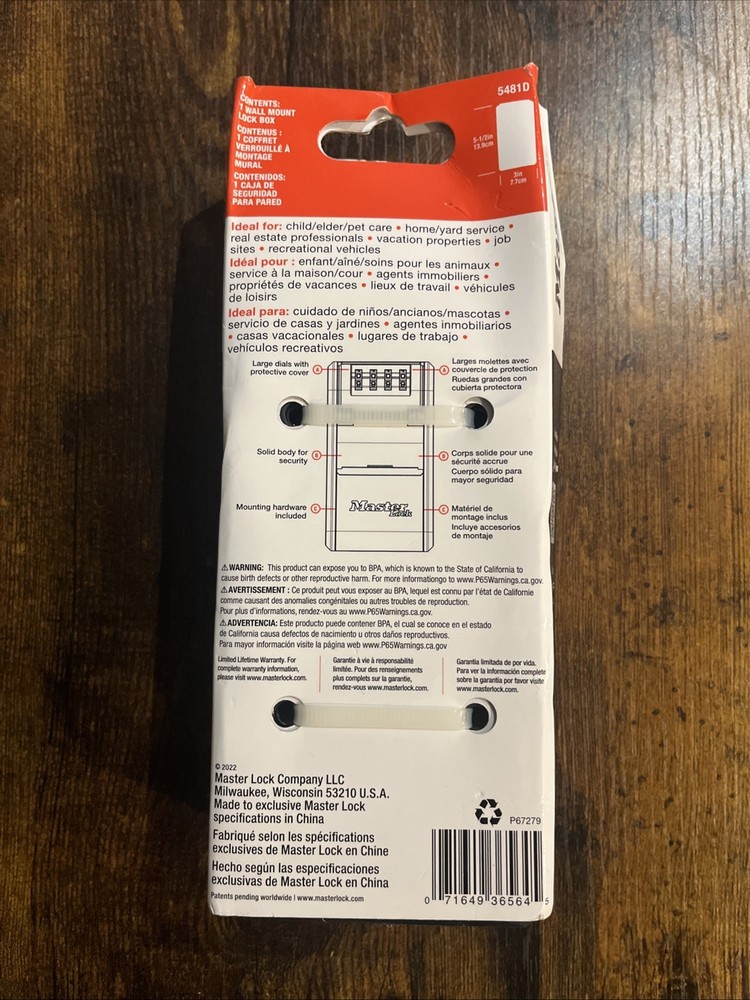 5481D
CONTENTS:
1 WALL MOUNT
LOCK BOX
CONTENUS :
1 COFFRET
VERROUILLÉ À
MONTAGE
MURAL
CONTENIDOS:
1 CAJA DE
SEGURIDAD
PARA PARED
5-1/2in
13.9cm
3in
7.7cm
Ideal for: child/elder/pet care • home/yard service •
real estate professionals • vacation properties • job
sites • recreational vehicles
Idéal pour : enfant/aîné/soins pour les animaux •
service à la maison/cour • agents immobiliers •
propriétés de vacances • lieux de travail • véhicules
de loisirs
Ideal para: cuidado de niños/ancianos/mascotas •
servicio de casas y jardines • agentes inmobiliarios
• casas vacacionales • lugares de trabajo •
vehículos recreativos
Large dials with
protective cover
A
A
Larges molettes avec
couvercle de protection
Ruedas grandes con
cubierta protectora
Solid body for
security
B
B
Corps solide pour une
sécurité accrue
Cuerpo sólido para
mayor seguridad
Mounting hardware
included
C
Master
Lock
C
Matériel de
montage inclus
Incluye accesorios
de montaje
⚠WARNING: This product can expose you to BPA, which is known to the State of California to
cause birth defects or other reproductive harm. For more informationgo to www.P65Warnings.ca.gov.
⚠AVERTISSEMENT : Ce produit peut vous exposer au BPA, lequel est connu par l'état de Californie
comme causant des anomalies congénitales ou autres troubles de reproduction.
Pour plus d'informations, rendez-vous au www.P65Warnings.ca.gov.
⚠ADVERTENCIA: Este producto puede contener BPA, el cual se conoce en el estado
de California causa defectos de nacimiento u otros daños reproductivos.
Para mayor información visite la página web www.P65Warnings.ca.gov
Limited Lifetime Warranty. For
complete warranty information,
please visit www.masterlock.com.
Garantie à vie à responsabilité
limitée. Pour des renseignements
plus complets sur la garantie,
rendez-vous www.masterlock.com.
Garantía limitada de por vida.
Para ver la información completa
sobre la garantía por favor visite
www.masterlock.com.
© 2022
Master Lock Company LLC
Milwaukee, Wisconsin 53210 U.S.A.
Made to exclusive Master Lock
specifications in China
Fabriqué selon les spécifications
exclusives de Master Lock en Chine
Hecho según las especificaciones
exclusivas de Master Lock en China
Patents pending worldwide | www.masterlock.com
P67279
0 71649 36564 5